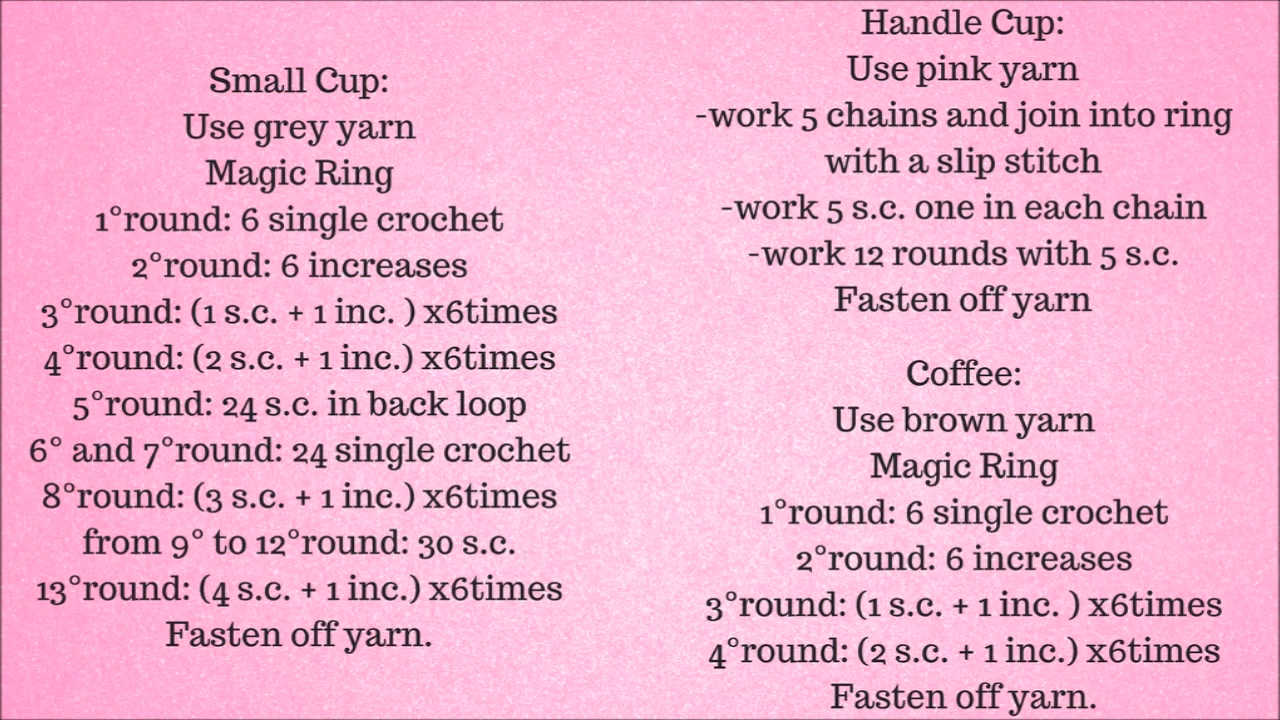 Small Cup:
Use grey yarn
Magic Ring
1°round: 6 single crochet
2°round: 6 increases
3°round: (1 s.c. + 1 inc. ) x6times
4°round: (2 s.c. + 1 inc.) x6times
5°round: 24 s.c. in back loop
6° and 7°round: 24 single crochet
8°round: (3 s.c. + 1 inc.) x6times
from 9° to 12°round: 30 s.c.
13°round: (4 s.c. + 1 inc.) x6times
Fasten off yarn.
Handle Cup:
Use pink yarn
-work 5 chains and join into ring
with a slip stitch
-work 5 s.c. one in each chain
-work 12 rounds with 5 s.c.
Fasten off yarn
Coffee:
Use brown yarn
Magic Ring
1°round: 6 single crochet
2°round: 6 increases
3°round: (1 s.c. + 1 inc. ) x6times
4°round: (2 s.c. + 1 inc.) x6times
Fasten off yarn.